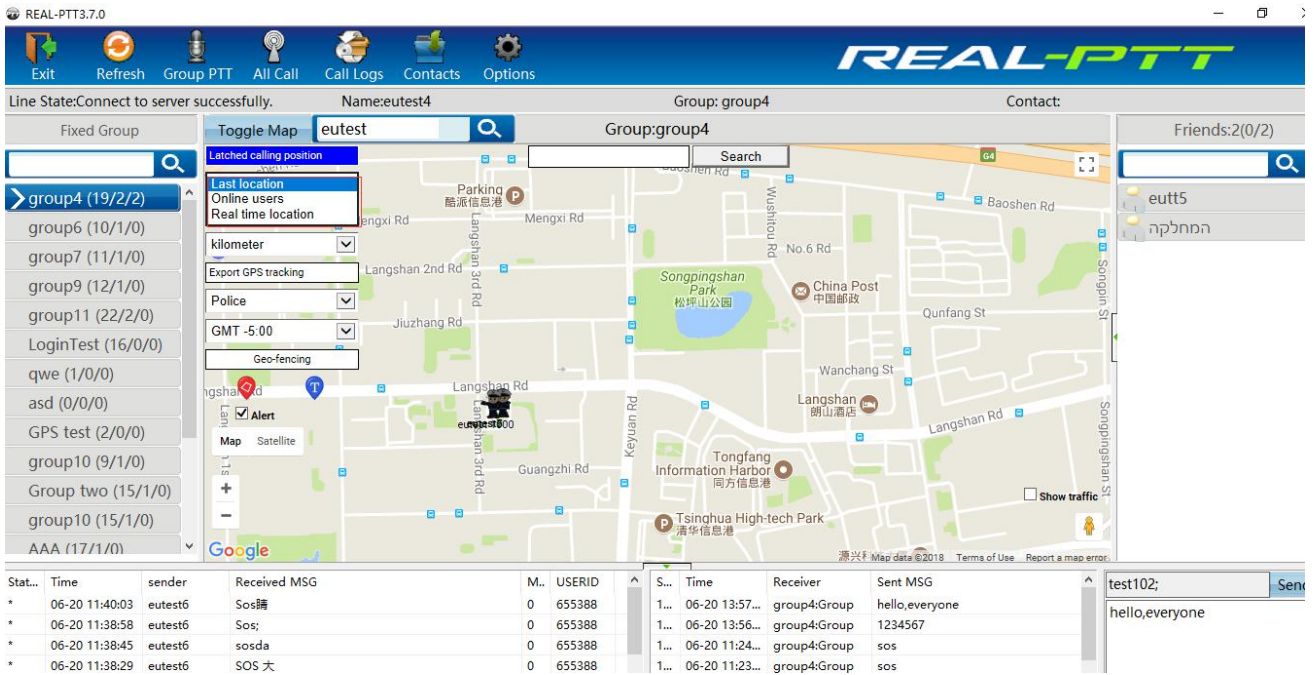 REAL-PTT3.7.0
Exit Refresh Group PTT All Call Call Logs Contacts Options
REAL-PTT
Line State:Connect to server successfully. Name:eutest4 Group: group4 Contact:
Fixed Group
Toggle Map eutest Group:group4
Friends:2(0/2)
group4 (19/2/2)
group6 (10/1/0)
group7 (11/1/0)
group9 (12/1/0)
group11 (22/2/0)
LoginTest (16/0/0)
qwe (1/0/0)
asd (0/0/0)
GPS test (2/0/0)
group10 (9/1/0)
Group two (15/1/0)
group10 (15/1/0)
AAA (17/1/0)
Latched calling position
Last location
Online users
Real time location
kilometer
Export GPS tracking
Police
GMT -5:00
Geo-fencing
T
Alert
Map Satellite
+
−
Google
Search
G4
Baoshen Rd
Parking
酷派信息港
P
Mengxi Rd
Wushitou Rd
Baoshen Rd
No.6 Rd
Langshan 2nd Rd
Langshan 3rd Rd
Songpingshan
Park
松坪山公园
China Post
中国邮政
Qunfang St
Jiuzhang Rd
Wanchang St
Langshan Rd
Langshan
朗山酒店
Langshan Rd
Keyuan Rd
Langshan 3rd Rd
Guangzhi Rd
Tongfang
Information Harbor
同方信息港
Songpingshan St
Show traffic
P
Tsinghua High-tech Park
清华信息港
Map data ©2018 Terms of Use Report a map error
eutt5
המחלקה
Stat... Time sender Received MSG M.. USERID
* 06-20 11:40:03 eutest6 Sos睛 0 655388
* 06-20 11:38:58 eutest6 Sos; 0 655388
* 06-20 11:38:45 eutest6 sosda 0 655388
* 06-20 11:38:29 eutest6 SOS 大 0 655388
S... Time Receiver Sent MSG
1... 06-20 13:57... group4:Group hello,everyone
1... 06-20 13:56... group4:Group 1234567
1... 06-20 11:24... group4:Group sos
1... 06-20 11:23... group4:Group sos
test102; Send
hello,everyone